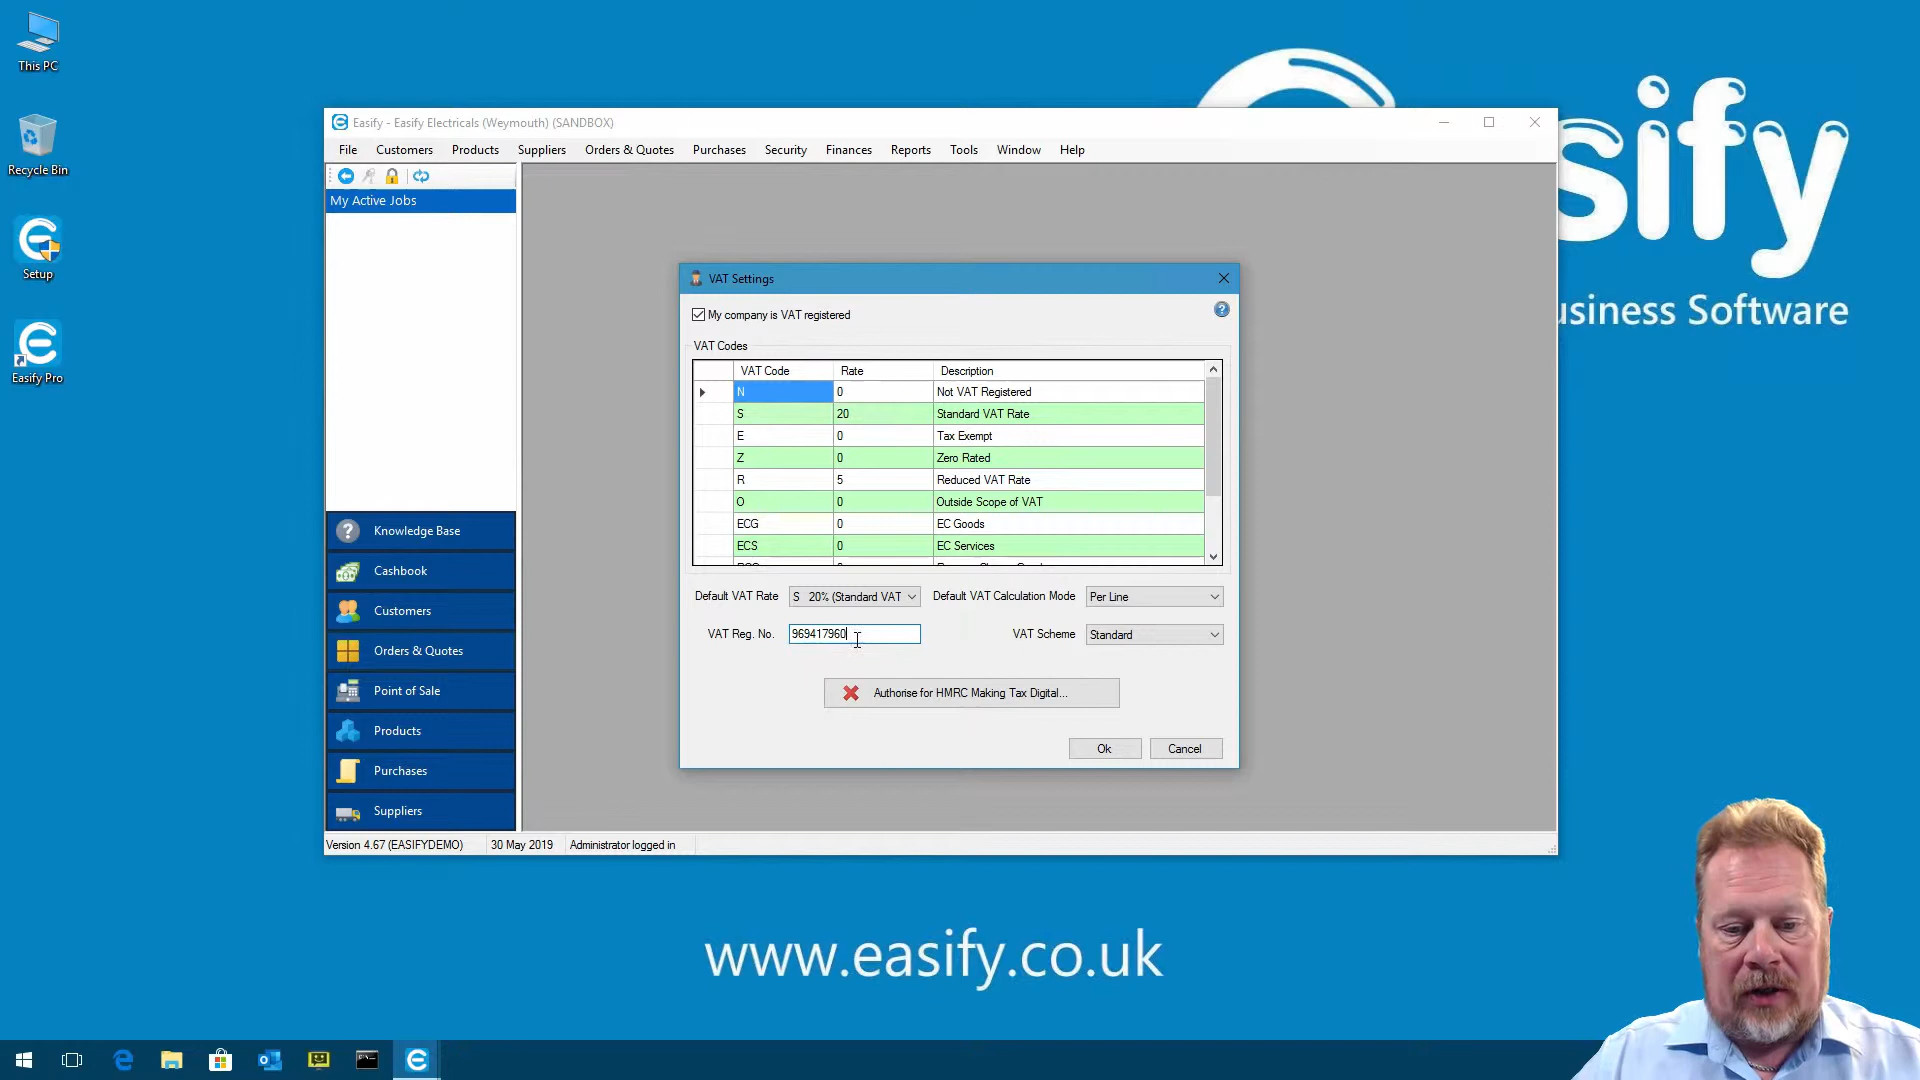 This PC
Recycle Bin
Setup
Easify Pro
sify
usiness Software
www.easify.co.uk
Easify - Easify Electricals (Weymouth) (SANDBOX)
File Customers Products Suppliers Orders & Quotes Purchases Security Finances Reports Tools Window Help
My Active Jobs
Knowledge Base
Cashbook
Customers
Orders & Quotes
Point of Sale
Products
Purchases
Suppliers
VAT Settings
My company is VAT registered
VAT Codes
VAT Code Rate Description
N 0 Not VAT Registered
S 20 Standard VAT Rate
E 0 Tax Exempt
Z 0 Zero Rated
R 5 Reduced VAT Rate
O 0 Outside Scope of VAT
ECG 0 EC Goods
ECS 0 EC Services
Default VAT Rate S 20% (Standard VAT Default VAT Calculation Mode Per Line
VAT Reg. No. 969417960 VAT Scheme Standard
Authorise for HMRC Making Tax Digital...
Ok Cancel
Version 4.67 (EASIFYDEMO) 30 May 2019 Administrator logged in